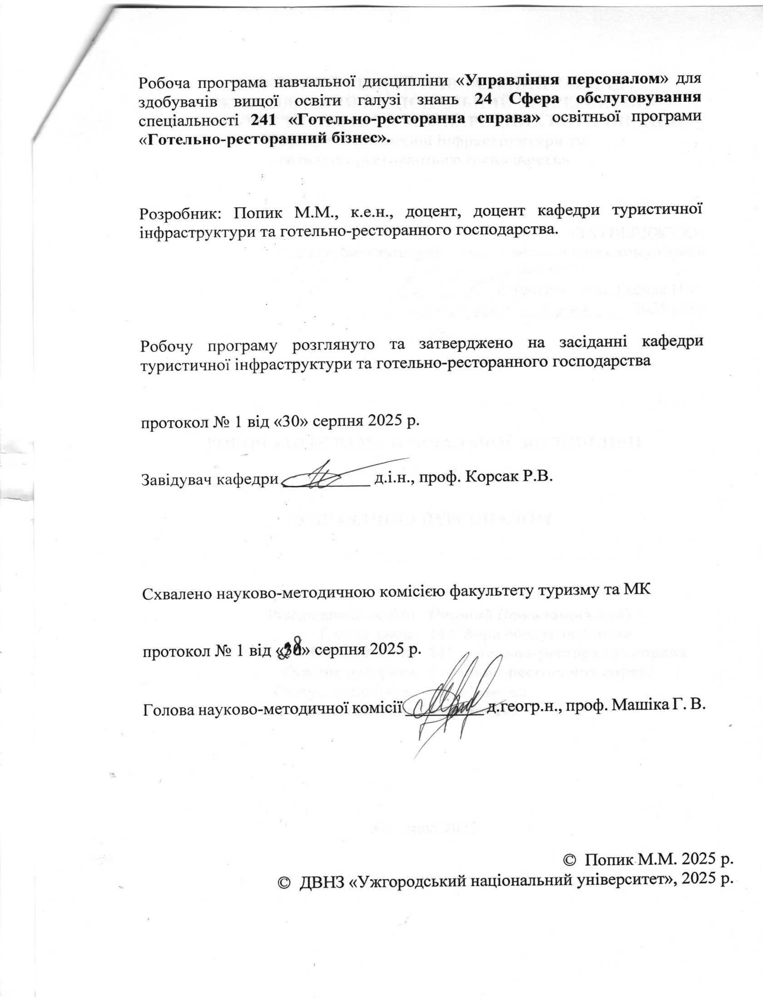 Робоча програма навчальної дисципліни «Управління персоналом» для
здобувачів вищої освіти галузі знань 24 Сфера обслуговування
спеціальності 241 «Готельно-ресторанна справа» освітньої програми
«Готельно-ресторанний бізнес».
Розробник: Попик М.М., к.е.н., доцент, доцент кафедри туристичної
інфраструктури та готельно-ресторанного господарства.
Робочу програму розглянуто та затверджено на засіданні кафедри
туристичної інфраструктури та готельно-ресторанного господарства
протокол № 1 від «30» серпня 2025 р.
Завідувач кафедри д.і.н., проф. Корсак Р.В.
Схвалено науково-методичною комісією факультету туризму та МК
протокол № 1 від « » серпня 2025 р.
Голова науково-методичної комісії д.геогр.н., проф. Машіка Г. В.
© Попик М.М. 2025 р.
© ДВНЗ «Ужгородський національний університет», 2025 р.